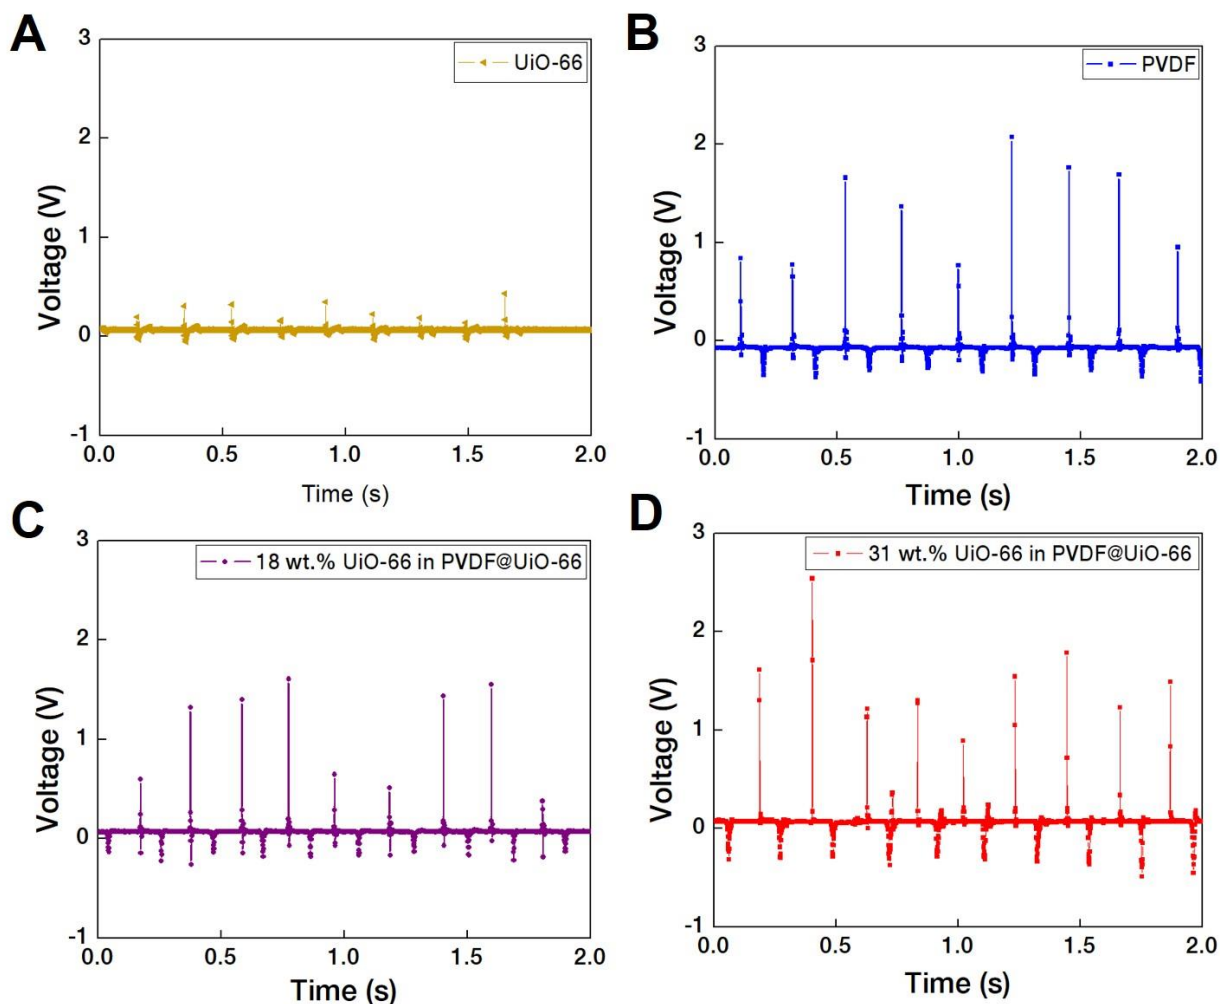 A
UiO-66
3
2
1
0
-1
Voltage (V)
0.0 0.5 1.0 1.5 2.0
Time (s)
B
PVDF
3
2
1
0
-1
Voltage (V)
0.0 0.5 1.0 1.5 2.0
Time (s)
C
18 wt.% UiO-66 in PVDF@UiO-66
3
2
1
0
-1
Voltage (V)
0.0 0.5 1.0 1.5 2.0
Time (s)
D
31 wt.% UiO-66 in PVDF@UiO-66
3
2
1
0
-1
Voltage (V)
0.0 0.5 1.0 1.5 2.0
Time (s)